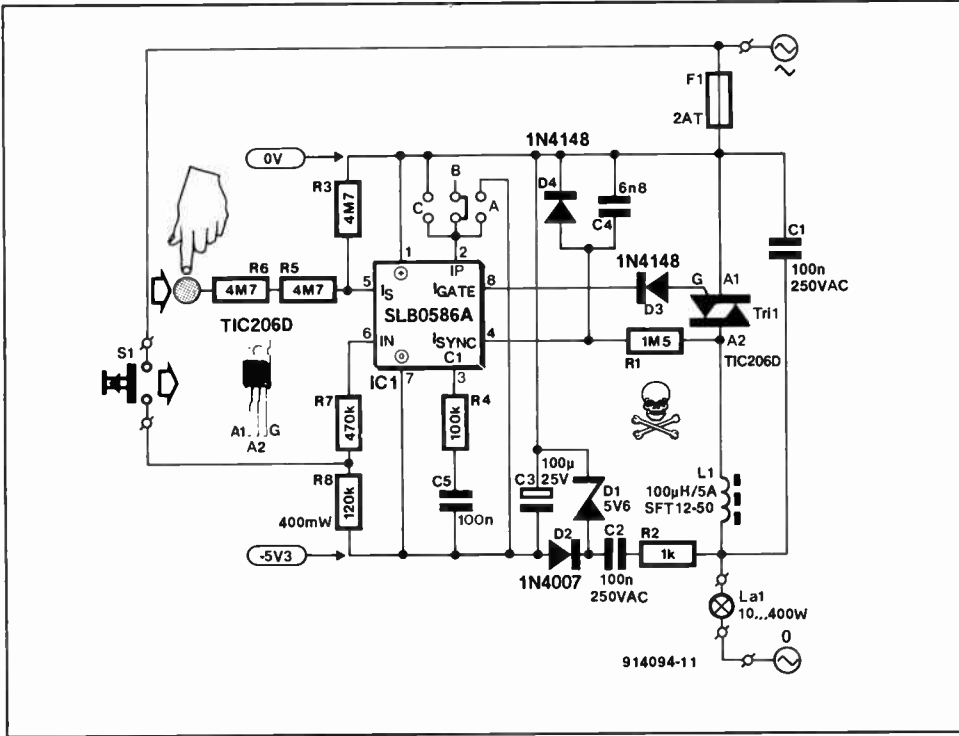 F1
2AT
~
1N4148
0V
R3
4M7
B
C
A
D4
6n8
C4
C1
100n
250VAC
1
2
IP
1N4148
R6
R5
4M7
4M7
5
IS
IGATE
8
G
A1
D3
Tri1
SLB0586A
TIC206D
6
IN
ISYNC
4
1M5
A2
R1
TIC206D
S1
C1
IC1
7
3
R7
R4
470k
100k
A1
G
A2
C3
100µ
25V
L1
100µH/5A
SFT12-50
R8
120k
C5
D1
5V6
400mW
100n
C2
R2
D2
1k
-5V3
1N4007
100n
250VAC
La1
10...400W
0
914094-11